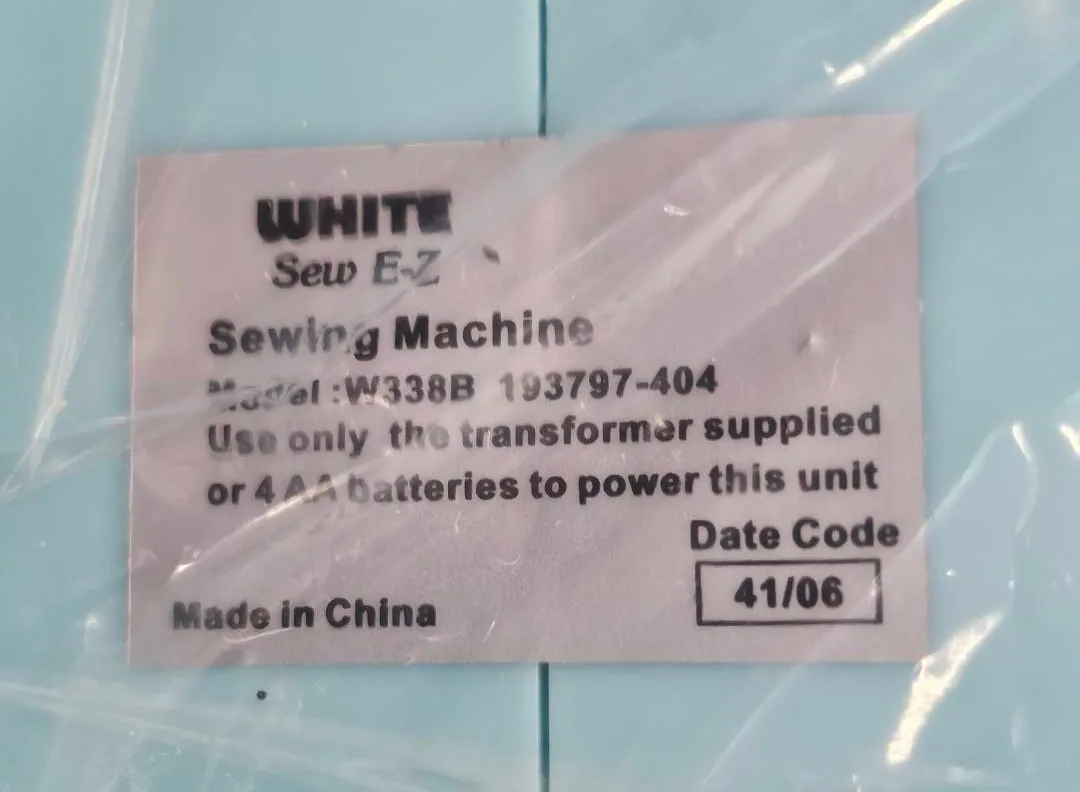 WHITE
Sew E-Z
Sewing Machine
Model :W338B 193797-404
Use only the transformer supplied
or 4 AA batteries to power this unit
Date Code
41/06
Made in China